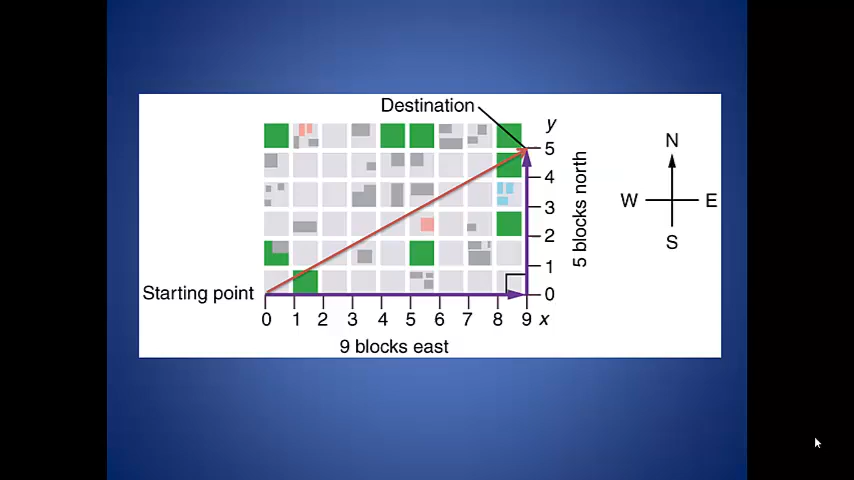 Destination
y
5
4
3
2
1
0
5 blocks north
N
W E
S
Starting point
0 1 2 3 4 5 6 7 8 9 x
9 blocks east